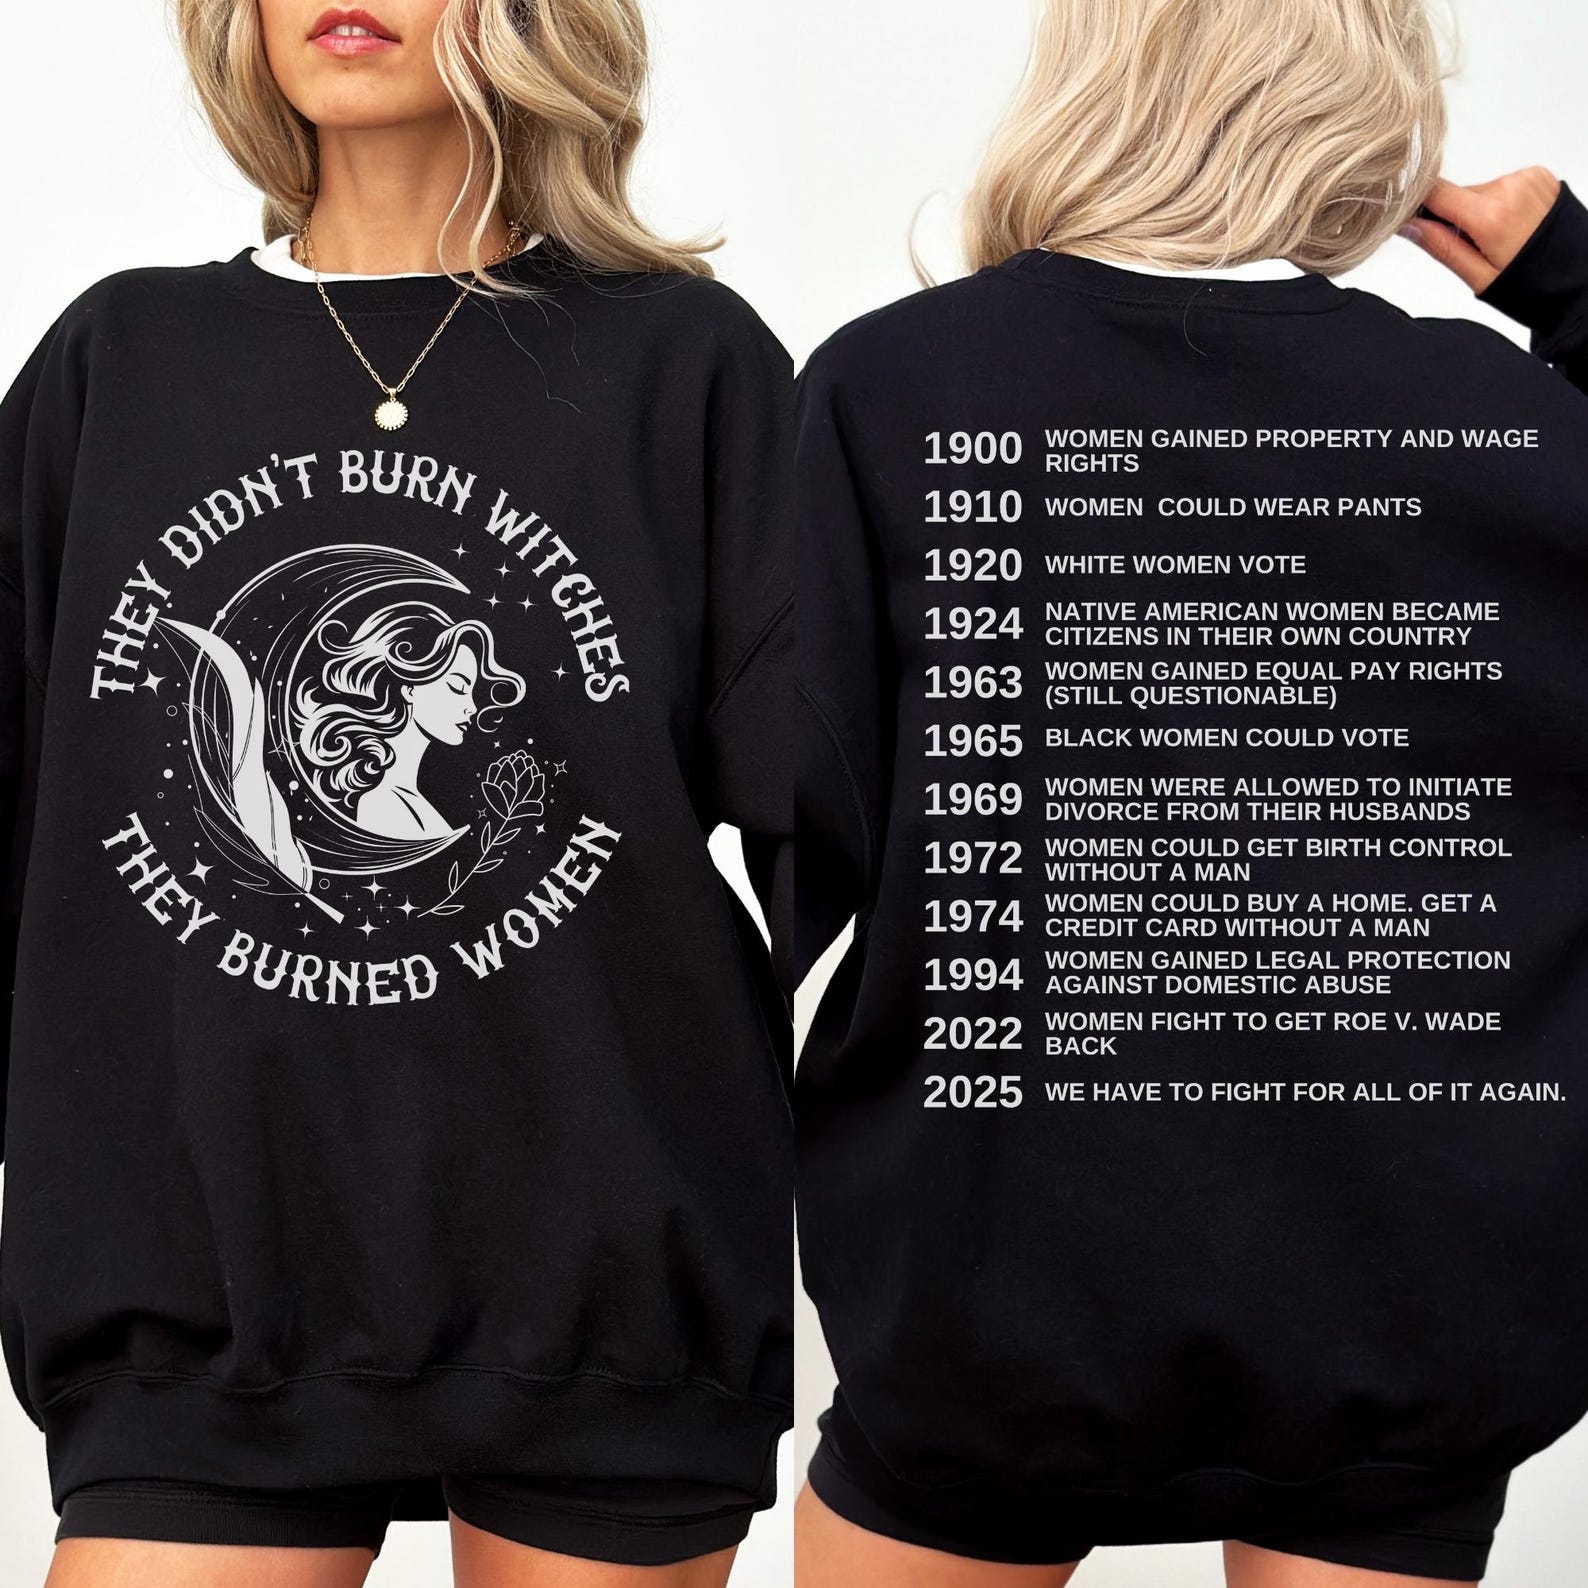 THEY DIDN'T BURN WITCHES
THEY BURNED WOMEN
1900 WOMEN GAINED PROPERTY AND WAGE
RIGHTS
1910 WOMEN COULD WEAR PANTS
1920 WHITE WOMEN VOTE
1924 NATIVE AMERICAN WOMEN BECAME
CITIZENS IN THEIR OWN COUNTRY
1963 WOMEN GAINED EQUAL PAY RIGHTS
(STILL QUESTIONABLE)
1965 BLACK WOMEN COULD VOTE
1969 WOMEN WERE ALLOWED TO INITIATE
DIVORCE FROM THEIR HUSBANDS
1972 WOMEN COULD GET BIRTH CONTROL
WITHOUT A MAN
1974 WOMEN COULD BUY A HOME. GET A
CREDIT CARD WITHOUT A MAN
1994 WOMEN GAINED LEGAL PROTECTION
AGAINST DOMESTIC ABUSE
2022 WOMEN FIGHT TO GET ROE V. WADE
BACK
2025 WE HAVE TO FIGHT FOR ALL OF IT AGAIN.